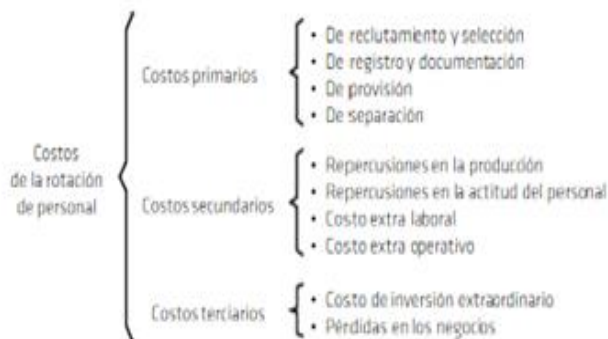 Costos
de la rotación
de personal
Costos primarios
• De reclutamiento y selección
• De registro y documentación
• De provisión
• De separación
Costos secundarios
• Repercusiones en la producción
• Repercusiones en la actitud del personal
• Costo extra laboral
• Costo extra operativo
Costos terciarios
• Costo de inversión extraordinario
• Pérdidas en los negocios